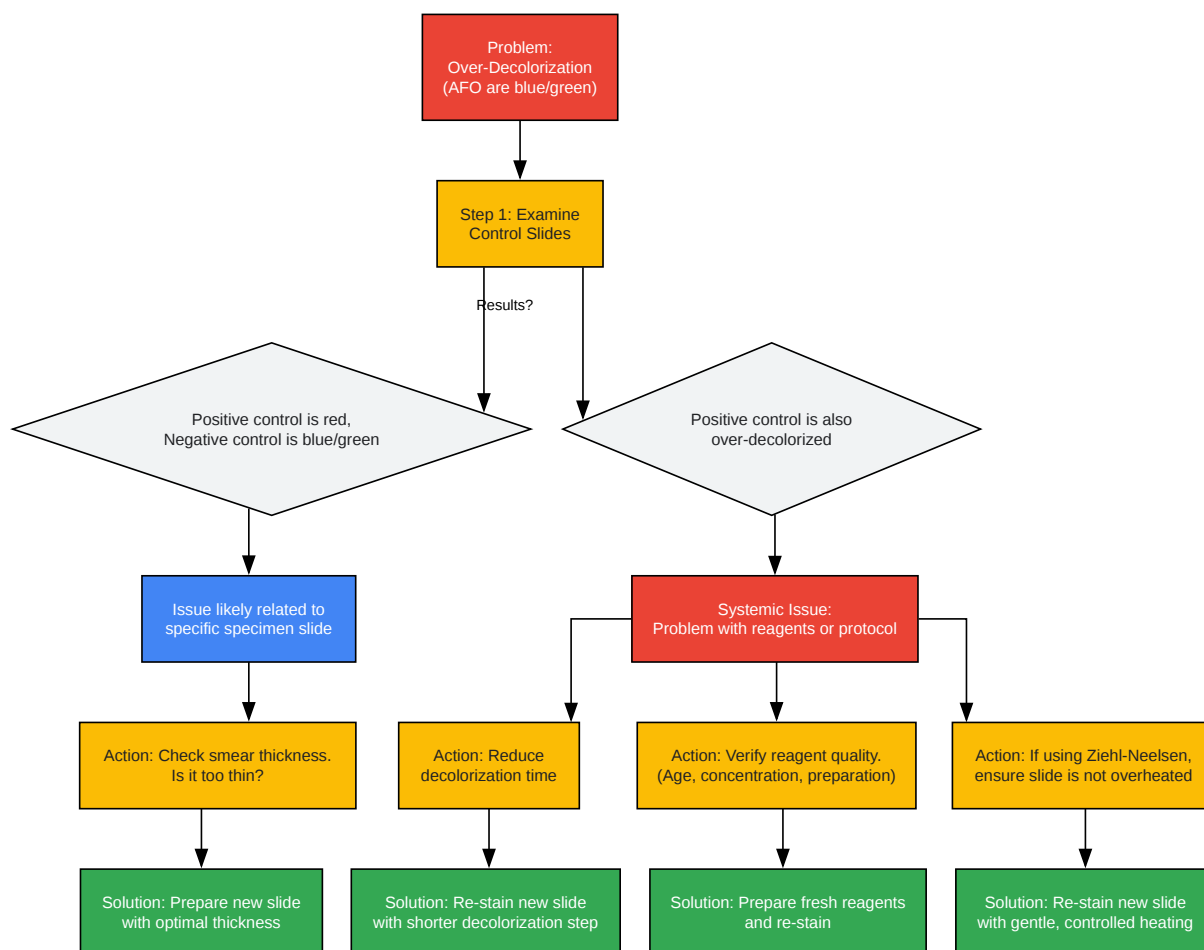 Problem:
Over-Decolorization
(AFO are blue/green)
Step 1: Examine
Control Slides
Results?
Positive control is red,
Negative control is blue/green
Positive control is also
over-decolorized
Issue likely related to
specific specimen slide
Systemic Issue:
Problem with reagents or protocol
Action: Check smear thickness.
Is it too thin?
Action: Reduce
decolorization time
Action: Verify reagent quality.
(Age, concentration, preparation)
Action: If using Ziehl-Neelsen,
ensure slide is not overheated
Solution: Prepare new slide
with optimal thickness
Solution: Re-stain new slide
with shorter decolorization step
Solution: Prepare fresh reagents
and re-stain
Solution: Re-stain new slide
with gentle, controlled heating